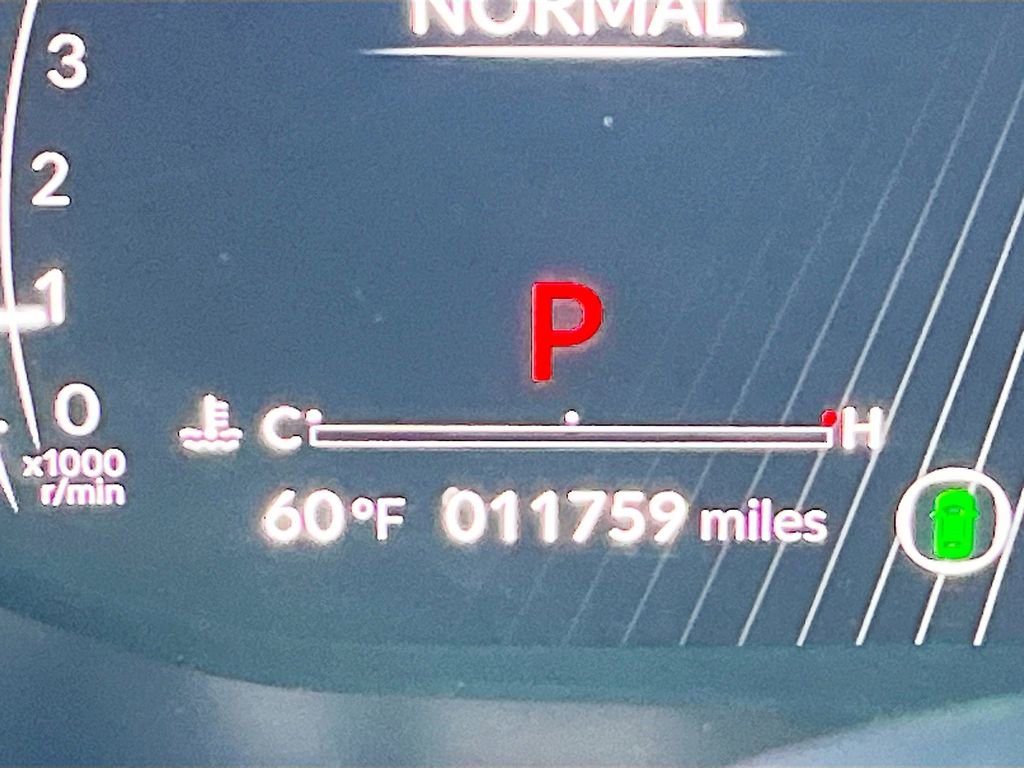 NORMAL
3
2
1
0
x1000
r/min
P
C H
60°F 011759 miles